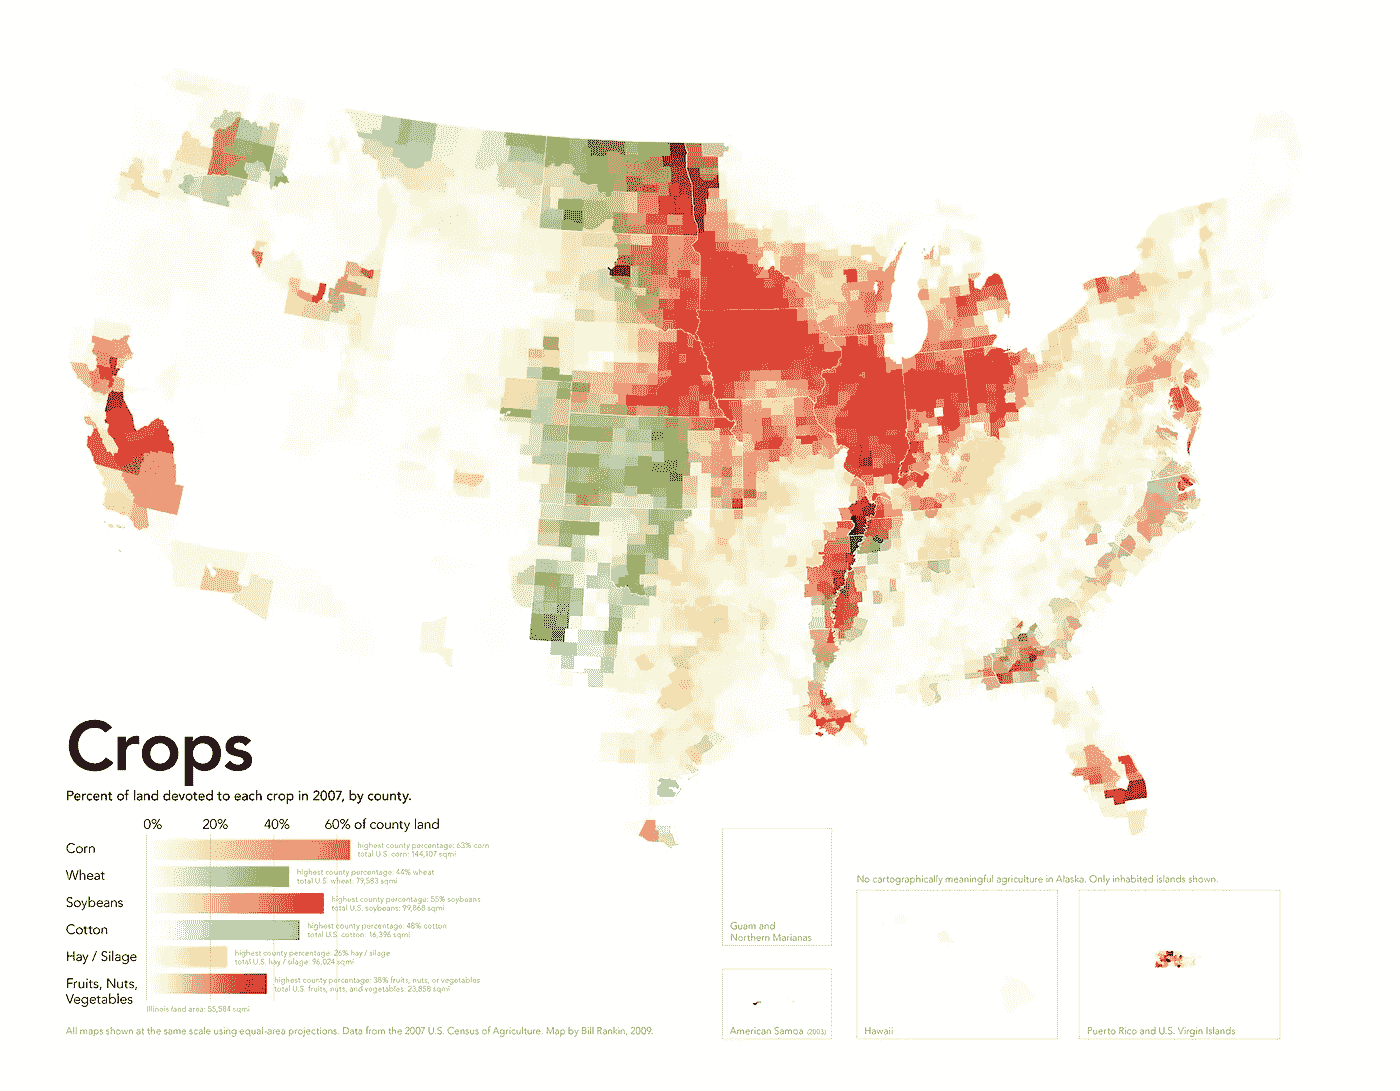 Crops
Percent of land devoted to each crop in 2007, by county.
0% 20% 40% 60% of county land
Corn
highest county percentage: 63% corn
total U.S. corn: 144,107 sqmi
Wheat
highest county percentage: 44% wheat
total U.S. wheat: 79,583 sqmi
Soybeans
highest county percentage: 55% soybeans
total U.S. soybeans: 99,868 sqmi
Cotton
highest county percentage: 48% cotton
total U.S. cotton: 16,396 sqmi
Hay / Silage
highest county percentage: 26% hay / silage
total U.S. hay / silage: 96,024 sqmi
Fruits, Nuts,
Vegetables
highest county percentage: 38% fruits, nuts, or vegetables
total U.S. fruits, nuts, and vegetables: 23,858 sqmi
Illinois land area: 55,584 sqmi
All maps shown at the same scale using equal-area projections. Data from the 2007 U.S. Census of Agriculture. Map by Bill Rankin, 2009.
Guam and
Northern Marianas
American Samoa (2003)
No cartographically meaningful agriculture in Alaska. Only inhabited islands shown.
Hawaii
Puerto Rico and U.S. Virgin Islands